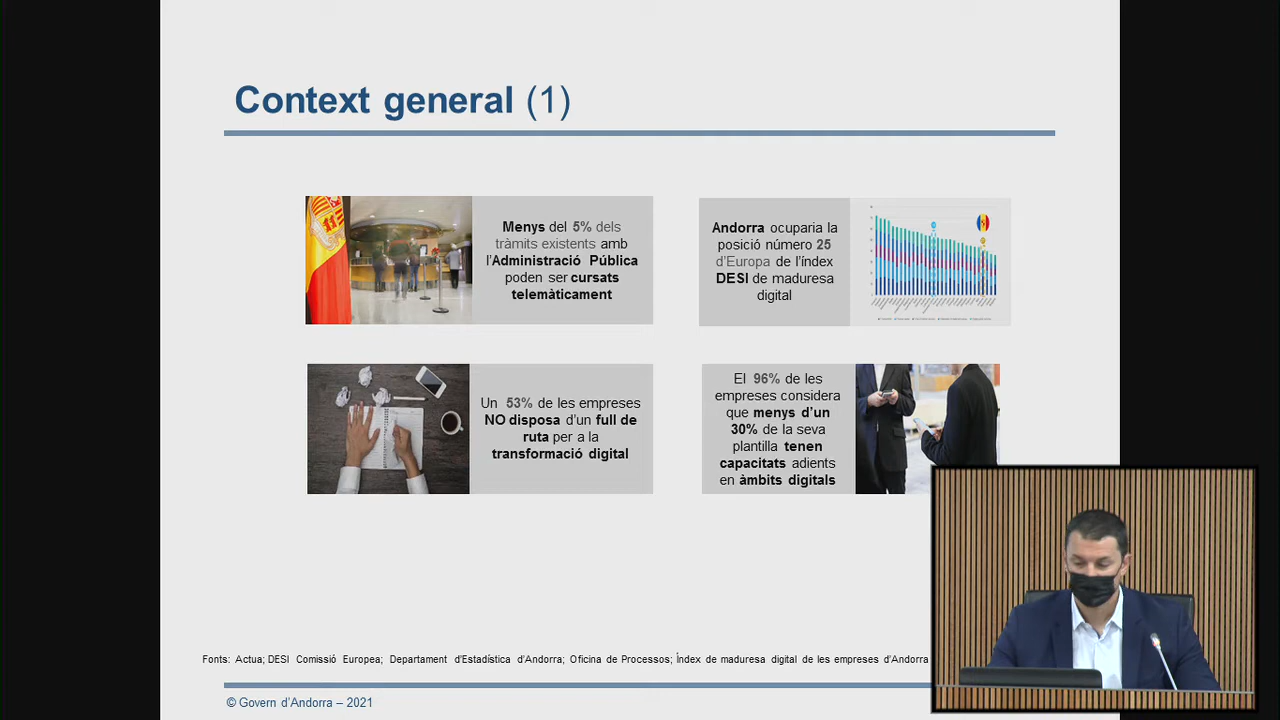 Context general (1)
Menys del 5% dels
tràmits existents amb
l'Administració Pública
poden ser cursats
telemàticament
Andorra ocuparia la
posició número 25
d'Europa de l'índex
DESI de maduresa
digital
Un 53% de les empreses
NO disposa d'un full de
ruta per a la
transformació digital
El 96% de les
empreses considera
que menys d'un
30% de la seva
plantilla tenen
capacitats adients
en àmbits digitals
Fonts: Actua; DESI Comissió Europea; Departament d'Estadística d'Andorra; Oficina de Processos; Índex de maduresa digital de les empreses d'Andorra
© Govern d'Andorra – 2021